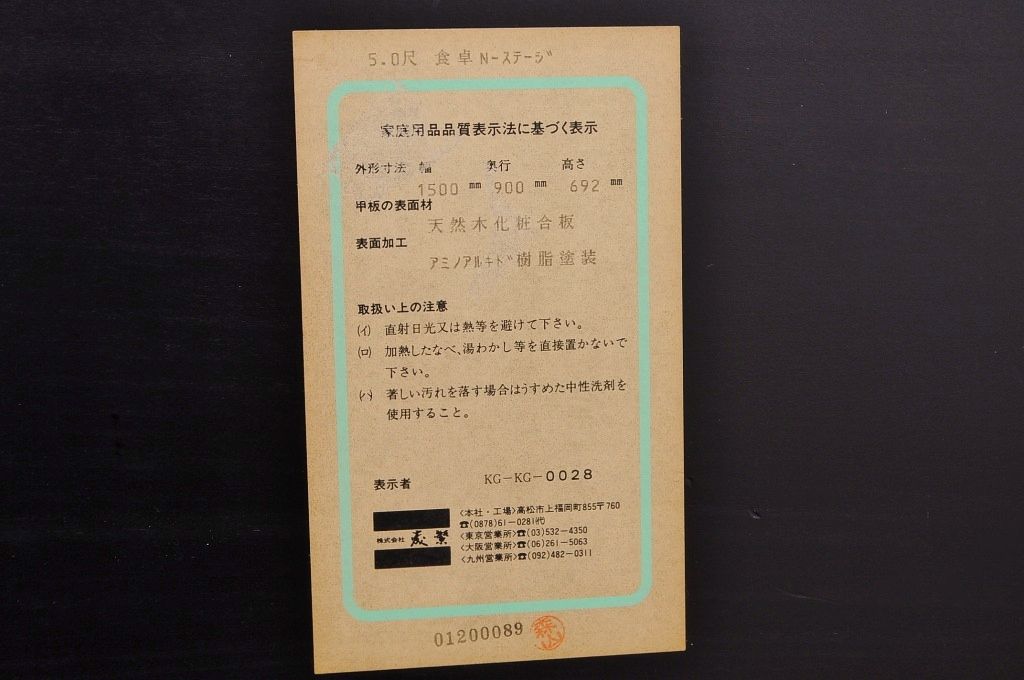 5.0尺 食卓 N-ステージ
家庭用品品質表示法に基づく表示
外形寸法 幅 奥行 高さ
1500 mm 900 mm 692 mm
甲板の表面材
天然木化粧合板
表面加工
アミノアルキド樹脂塗装
取扱い上の注意
(イ) 直射日光又は熱等を避けて下さい。
(ロ) 加熱したなべ、湯わかし等を直接置かないで
下さい。
(ハ) 著しい汚れを落す場合はうすめた中性洗剤を
使用すること。
表示者 KG-KG-0028
株式会社
〈本社・工場〉高松市上福岡町855〒760
☎(0878)61-0281代)
〈東京営業所〉☎(03)532-4350
〈大阪営業所〉☎(06)261-5063
〈九州営業所〉☎(092)482-0311
01200089